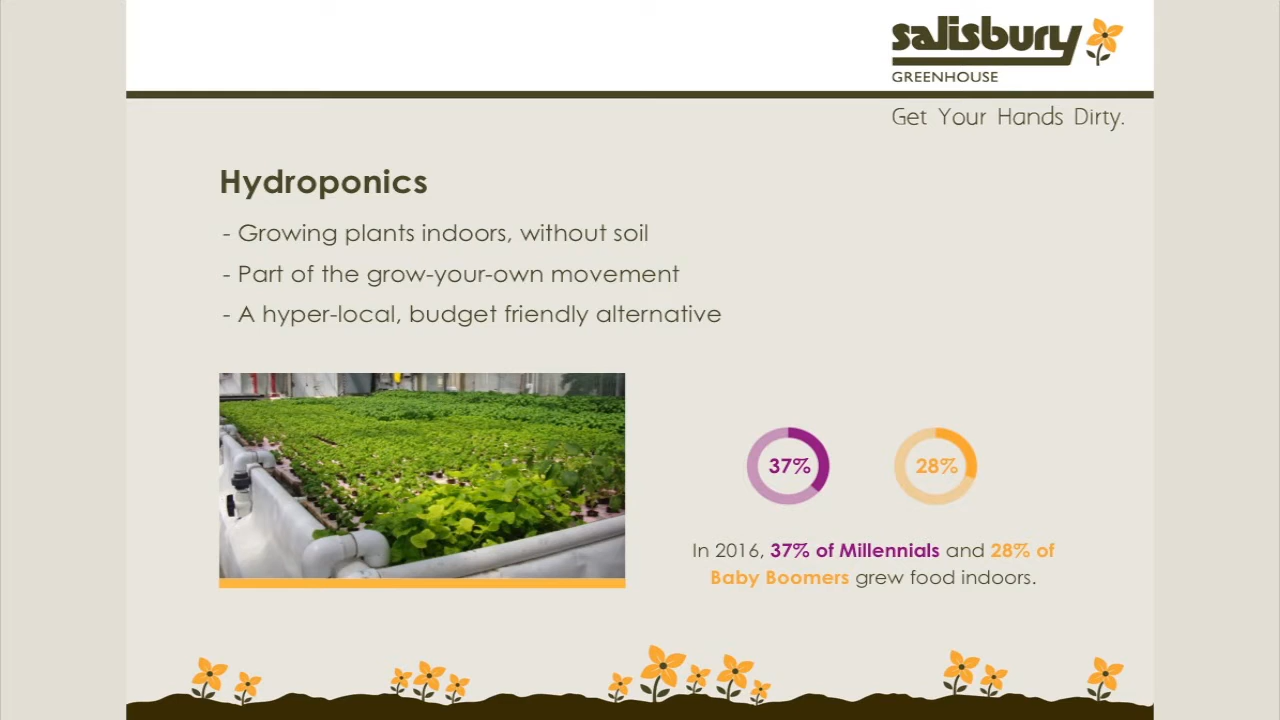 salisbury
GREENHOUSE
Get Your Hands Dirty.
Hydroponics
- Growing plants indoors, without soil
- Part of the grow-your-own movement
- A hyper-local, budget friendly alternative
37%
28%
In 2016, 37% of Millennials and 28% of
Baby Boomers grew food indoors.